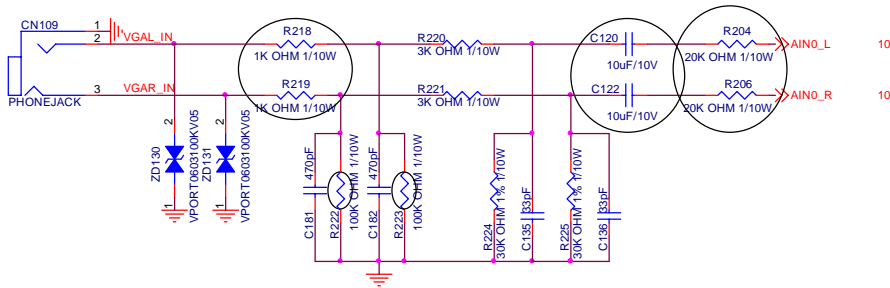 CN109
1
2
3
PHONEJACK
VGAL_IN
VGAR_IN
R218
1K OHM 1/10W
R219
1K OHM 1/10W
R220
3K OHM 1/10W
R221
3K OHM 1/10W
C120
10uF/10V
C122
10uF/10V
R204
20K OHM 1/10W
R206
20K OHM 1/10W
AIN0_L
10
AIN0_R
10
2
1
ZD130
VPORT0603100KV05
2
1
ZD131
VPORT0603100KV05
C181
470pF
R222
100K OHM 1/10W
C182
470pF
R223
100K OHM 1/10W
R224
30K OHM 1% 1/10W
C135
33pF
R225
30K OHM 1% 1/10W
C136
33pF